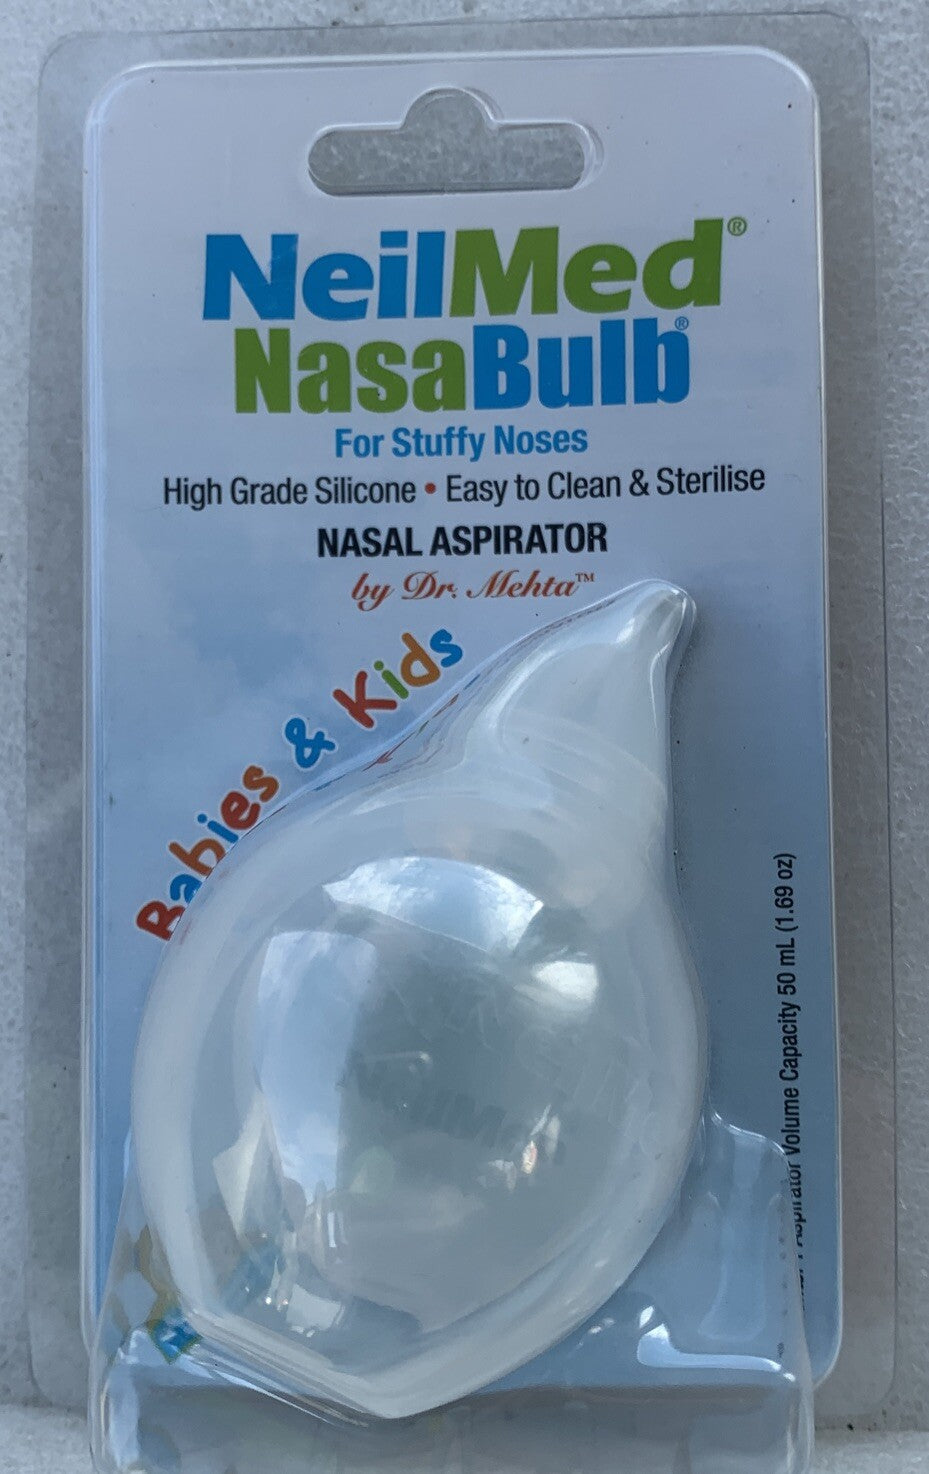 NeilMed®
NasaBulb®
For Stuffy Noses
High Grade Silicone • Easy to Clean & Sterilise
NASAL ASPIRATOR
by Dr. Mehta™
Babies & Kids
Aspirator Volume Capacity 50 mL (1.69 oz)